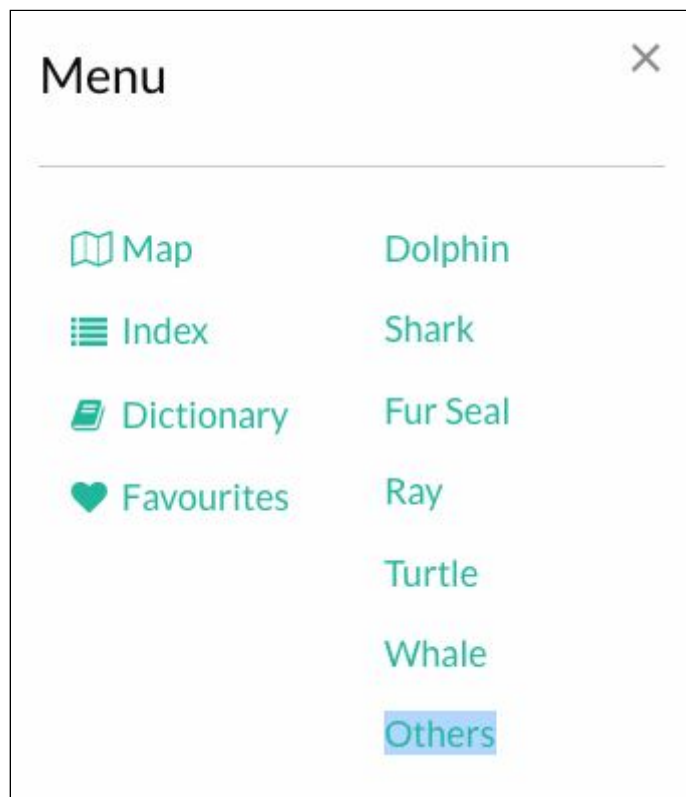 Menu
Map
Index
Dictionary
Favourites
Dolphin
Shark
Fur Seal
Ray
Turtle
Whale
Others